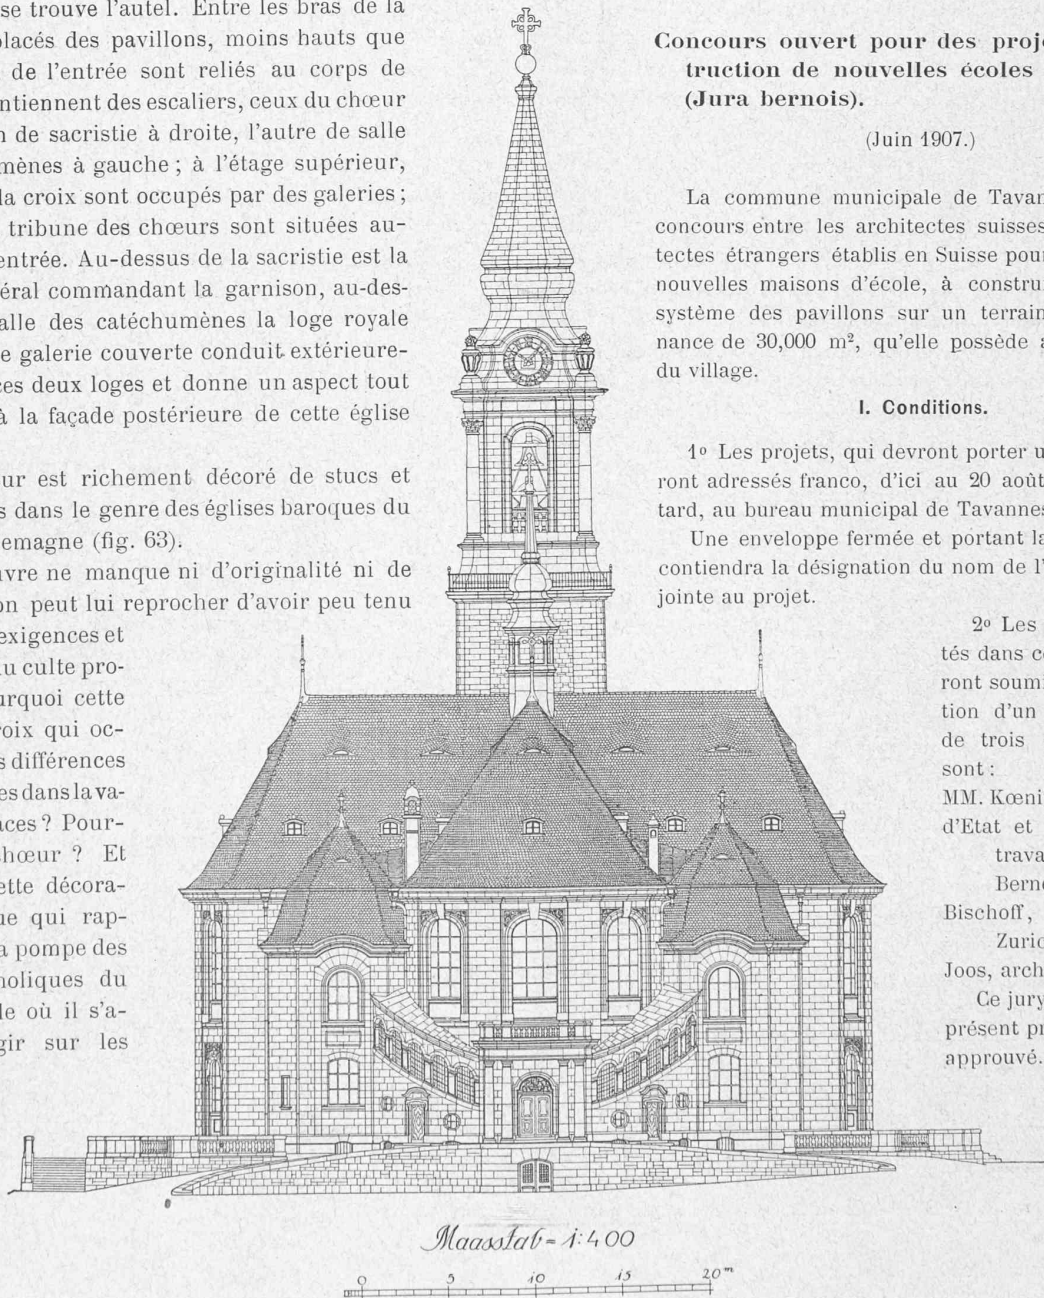 se trouve l'autel. Entre les bras de la
placés des pavillons, moins hauts que
de l'entrée sont reliés au corps de
ntiennent des escaliers, ceux du chœur
n de sacristie à droite, l'autre de salle
mènes à gauche ; à l'étage supérieur,
la croix sont occupés par des galeries ;
tribune des chœurs sont situées au-
entrée. Au-dessus de la sacristie est la
éral commandant la garnison, au-des-
alle des catéchumènes la loge royale
e galerie couverte conduit extérieure-
ces deux loges et donne un aspect tout
à la façade postérieure de cette église
ur est richement décoré de stucs et
s dans le genre des églises baroques du
emagne (fig. 63).
uvre ne manque ni d'originalité ni de
on peut lui reprocher d'avoir peu tenu
exigences et
au culte pro-
urquoi cette
roix qui oc-
s différences
es dans la va-
aces ? Pour-
chœur ? Et
ette décora-
ue qui rap-
a pompe des
holiques du
le où il s'a-
gir sur les
Concours ouvert pour des proj
truction de nouvelles écoles
(Jura bernois).
(Juin 1907.)
La commune municipale de Tavan
concours entre les architectes suisses
tectes étrangers établis en Suisse pour
nouvelles maisons d'école, à constru
système des pavillons sur un terrain
nance de 30,000 m², qu'elle possède a
du village.
I. Conditions.
1º Les projets, qui devront porter u
ront adressés franco, d'ici au 20 août
tard, au bureau municipal de Tavannes
Une enveloppe fermée et portant la
contiendra la désignation du nom de l'
jointe au projet.
2º Les
tés dans c
ront soumi
tion d'un
de trois
sont :
MM. Kœni
d'Etat et
trava
Berne
Bischoff,
Zuric
Joos, arch
Ce jury
présent pr
approuvé.
Maasstab = 1:400
0 5 10 15 20 m